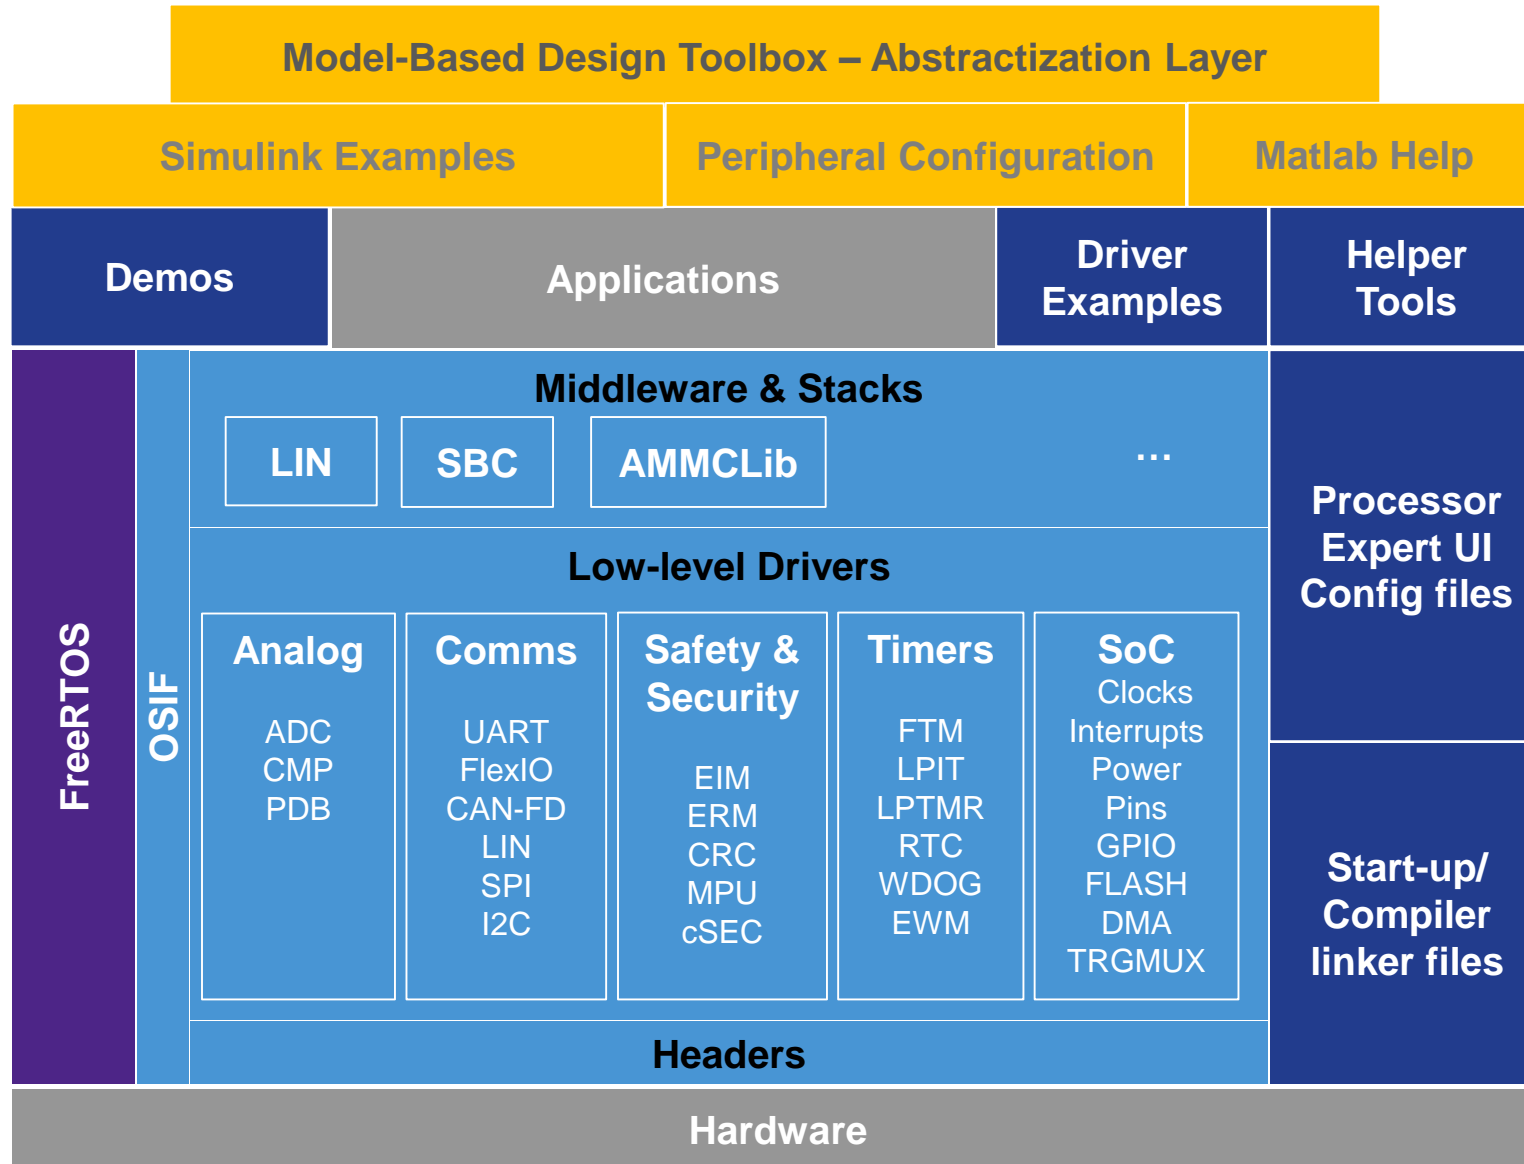 Model-Based Design Toolbox – Abstractization Layer
Simulink Examples
Peripheral Configuration
Matlab Help
Demos
Applications
Driver
Examples
Helper
Tools
FreeRTOS
OSIF
Middleware & Stacks
LIN
SBC
AMMCLib
...
Low-level Drivers
Analog
ADC
CMP
PDB
Comms
UART
FlexIO
CAN-FD
LIN
SPI
I2C
Safety &
Security
EIM
ERM
CRC
MPU
cSEC
Timers
FTM
LPIT
LPTMR
RTC
WDOG
EWM
SoC
Clocks
Interrupts
Power
Pins
GPIO
FLASH
DMA
TRGMUX
Headers
Processor
Expert UI
Config files
Start-up/
Compiler
linker files
Hardware